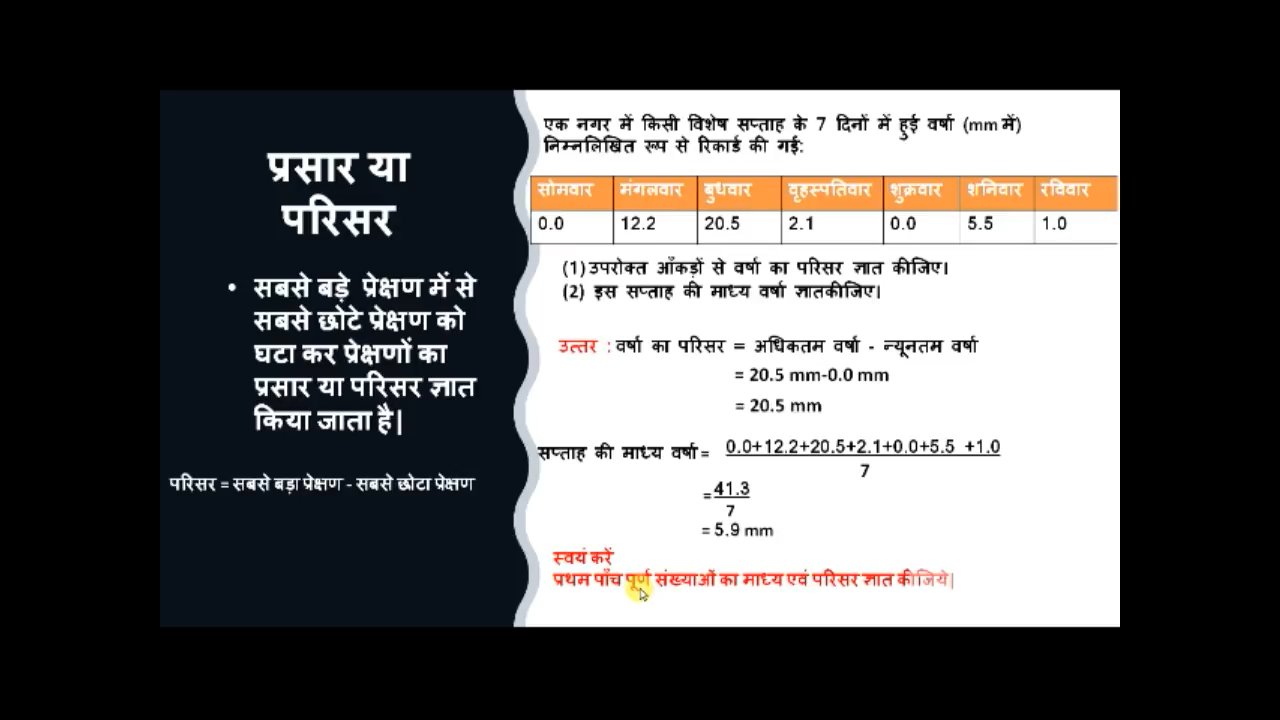 प्रसार या
परिसर
• सबसे बड़े प्रेक्षण में से
सबसे छोटे प्रेक्षण को
घटा कर प्रेक्षणों का
प्रसार या परिसर ज्ञात
किया जाता है|
परिसर = सबसे बड़ा प्रेक्षण - सबसे छोटा प्रेक्षण
एक नगर में किसी विशेष सप्ताह के 7 दिनों में हुई वर्षा (mm में)
निम्नलिखित रूप से रिकार्ड की गई:
सोमवार मंगलवार बुधवार वृहस्पतिवार शुक्रवार शनिवार रविवार
0.0 12.2 20.5 2.1 0.0 5.5 1.0
(1) उपरोक्त आँकड़ों से वर्षा का परिसर ज्ञात कीजिए।
(2) इस सप्ताह की माध्य वर्षा ज्ञातकीजिए।
उत्तर : वर्षा का परिसर = अधिकतम वर्षा - न्यूनतम वर्षा
= 20.5 mm-0.0 mm
= 20.5 mm
सप्ताह की माध्य वर्षा = 0.0+12.2+20.5+2.1+0.0+5.5 +1.0
7
= 41.3
7
= 5.9 mm
स्वयं करें
प्रथम पाँच पूर्ण संख्याओं का माध्य एवं परिसर ज्ञात कीजिये|